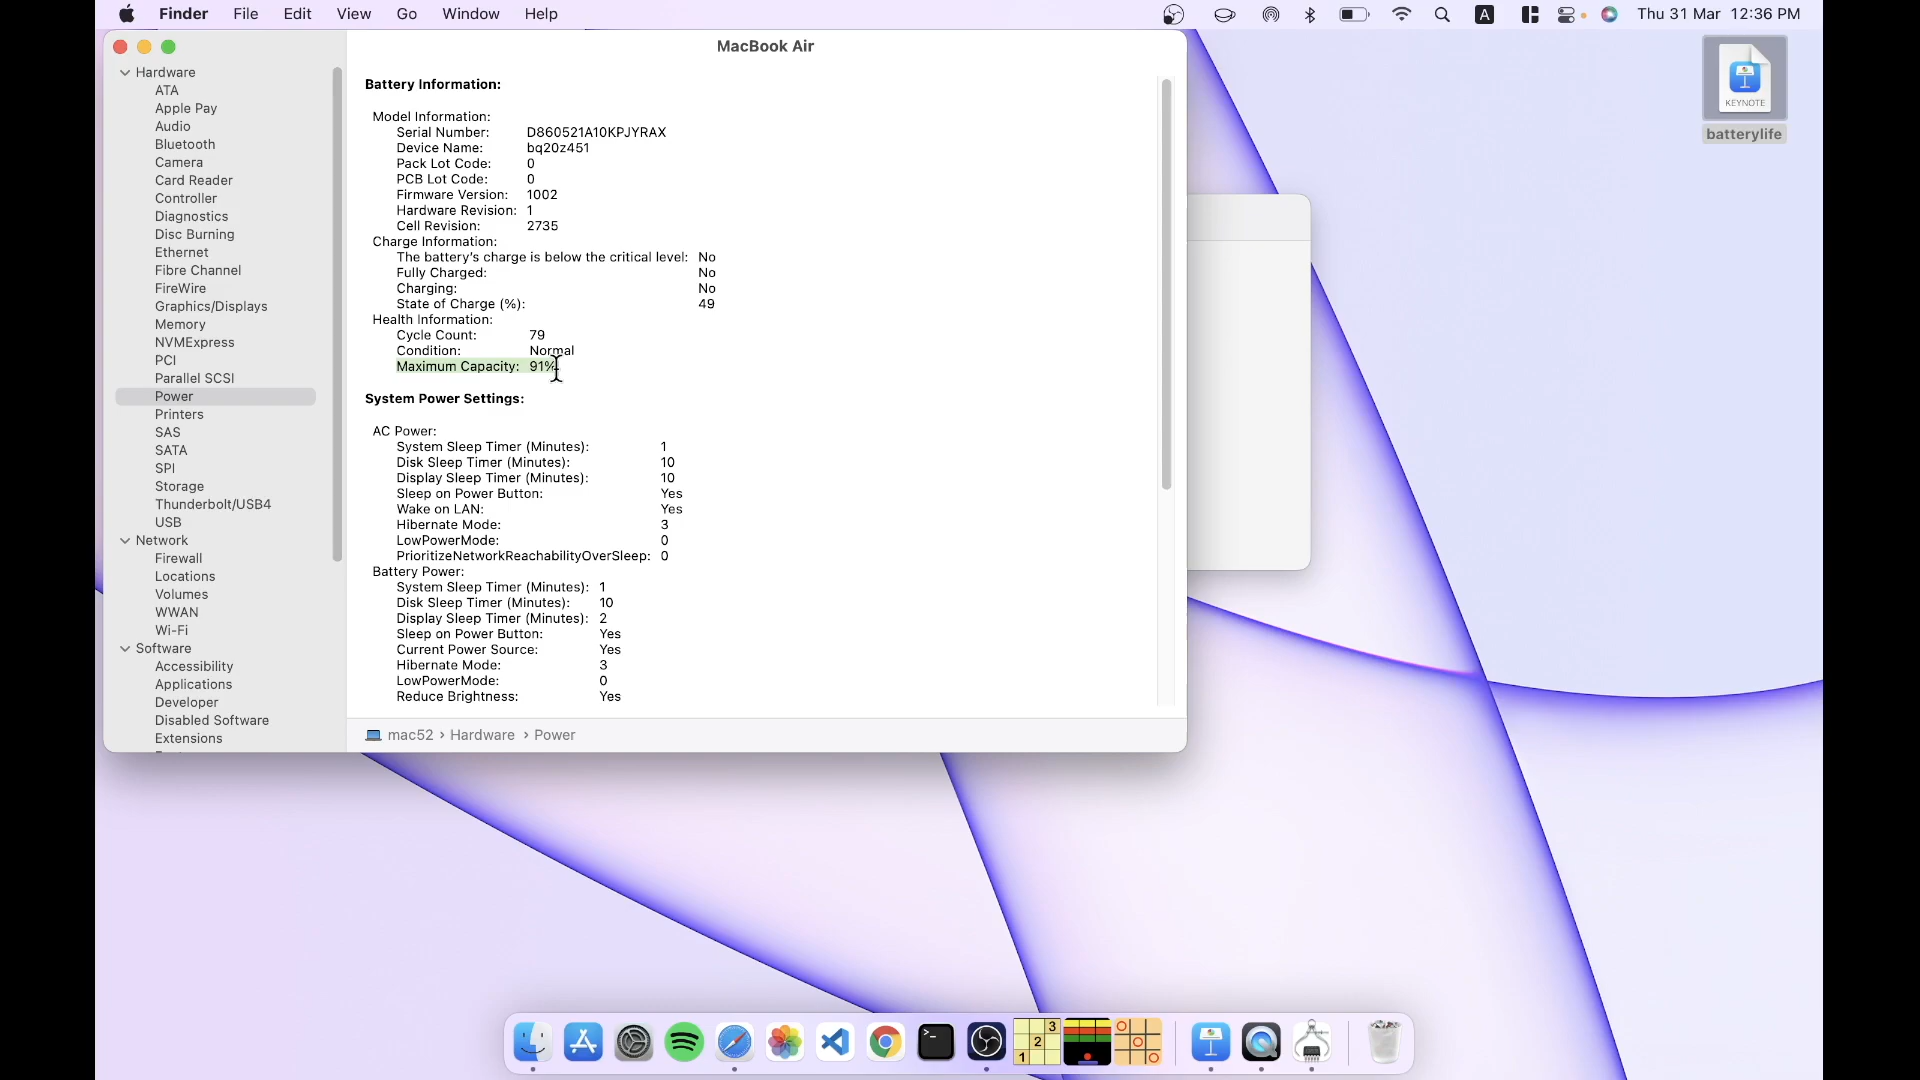 Finder File Edit View Go Window Help
A
Thu 31 Mar 12:36 PM
MacBook Air
Hardware
ATA
Apple Pay
Audio
Bluetooth
Camera
Card Reader
Controller
Diagnostics
Disc Burning
Ethernet
Fibre Channel
FireWire
Graphics/Displays
Memory
NVMExpress
PCI
Parallel SCSI
Power
Printers
SAS
SATA
SPI
Storage
Thunderbolt/USB4
USB
Network
Firewall
Locations
Volumes
WWAN
Wi-Fi
Software
Accessibility
Applications
Developer
Disabled Software
Extensions
Battery Information:
Model Information:
Serial Number: D860521A10KPJYRAX
Device Name: bq20z451
Pack Lot Code: 0
PCB Lot Code: 0
Firmware Version: 1002
Hardware Revision: 1
Cell Revision: 2735
Charge Information:
The battery's charge is below the critical level: No
Fully Charged: No
Charging: No
State of Charge (%): 49
Health Information:
Cycle Count: 79
Condition: Normal
Maximum Capacity: 91%
System Power Settings:
AC Power:
System Sleep Timer (Minutes): 1
Disk Sleep Timer (Minutes): 10
Display Sleep Timer (Minutes): 10
Sleep on Power Button: Yes
Wake on LAN: Yes
Hibernate Mode: 3
LowPowerMode: 0
PrioritizeNetworkReachabilityOverSleep: 0
Battery Power:
System Sleep Timer (Minutes): 1
Disk Sleep Timer (Minutes): 10
Display Sleep Timer (Minutes): 2
Sleep on Power Button: Yes
Current Power Source: Yes
Hibernate Mode: 3
LowPowerMode: 0
Reduce Brightness: Yes
mac52 › Hardware › Power
KEYNOTE
batterylife
3
2
1